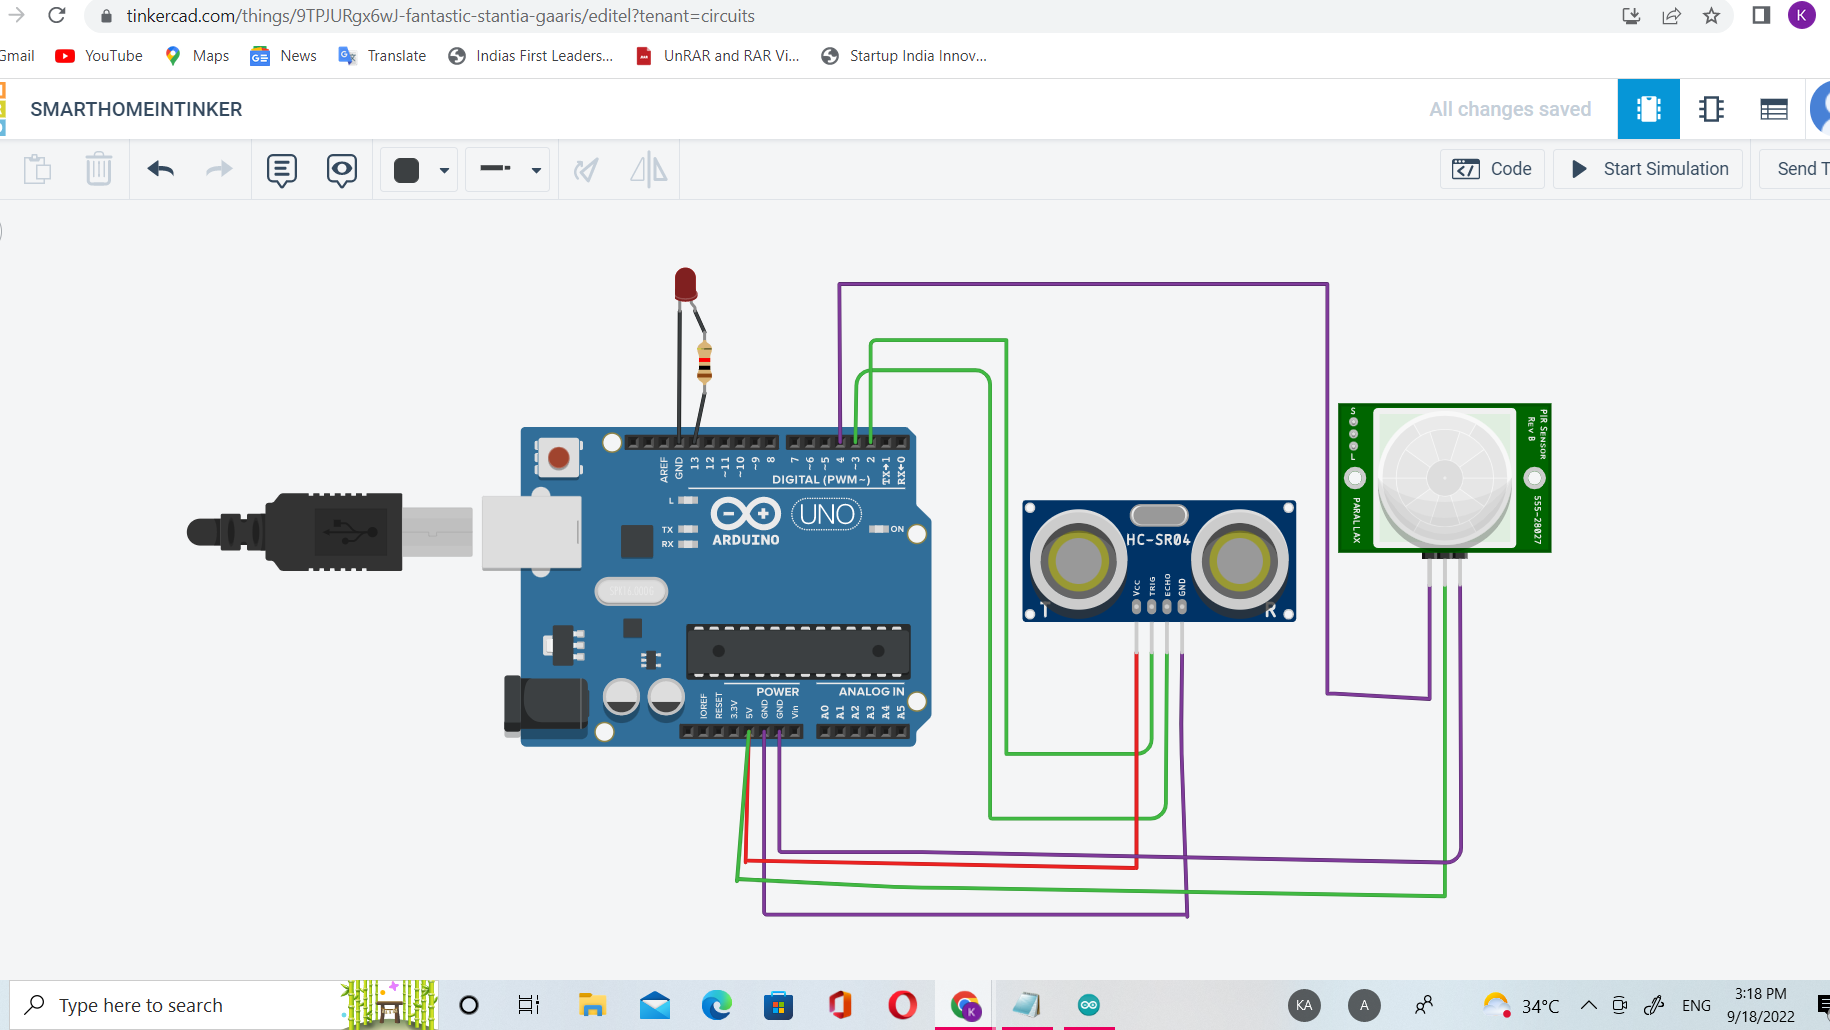 tinkercad.com/things/9TPJURgx6wJ-fantastic-stantia-gaaris/editel?tenant=circuits
K
Gmail YouTube Maps News Translate Indias First Leaders... UnRAR and RAR Vi... Startup India Innov...
SMARTHOMEINTINKER All changes saved
Code Start Simulation Send T
AREF GND 13 12 ~11 ~10 ~9 8 7 ~6 ~5 4 ~3 2 TX→1 RX←0
DIGITAL (PWM~)
L
TX
RX
ARDUINO
UNO
ON
POWER ANALOG IN
IOREF RESET 3.3V 5V GND GND Vin A0 A1 A2 A3 A4 A5
HC-SR04
VCC TRIG ECHO GND
T R
S
L
PIR SENSOR
REV B
PARALLAX
555-28027
Type here to search
K
KA
A
34°C
ENG
3:18 PM
9/18/2022